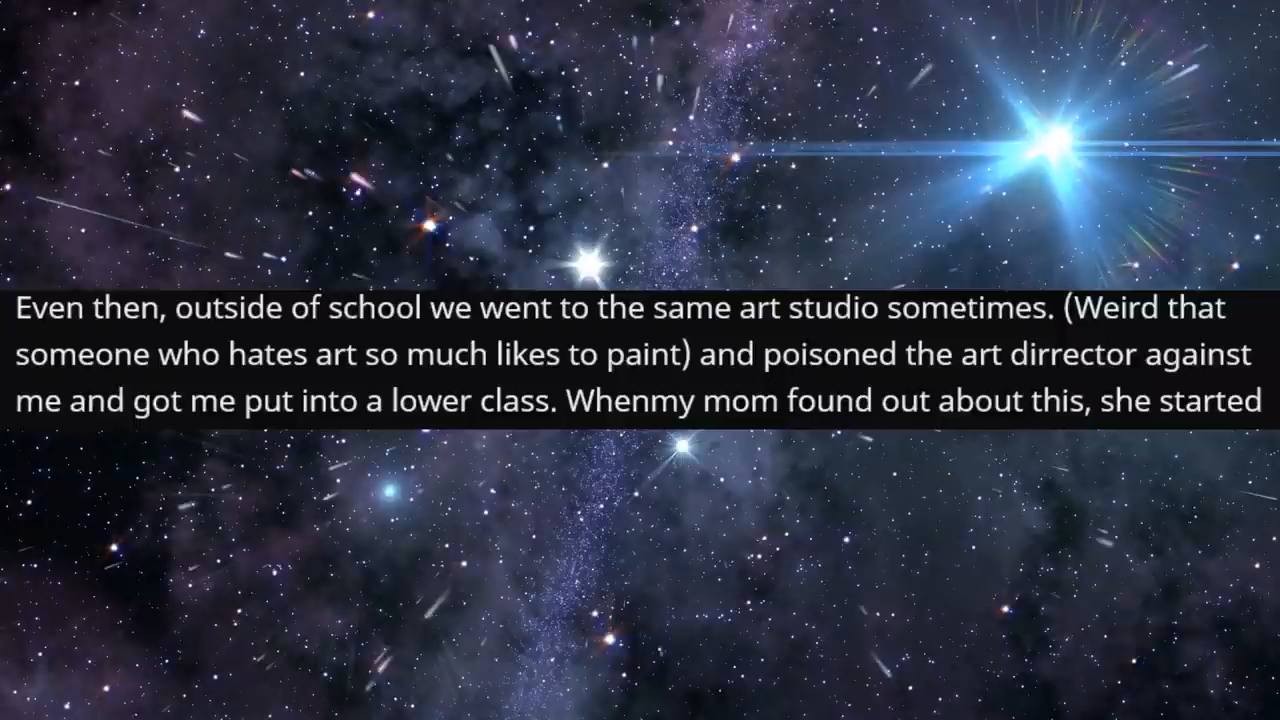 Even then, outside of school we went to the same art studio sometimes. (Weird that
someone who hates art so much likes to paint) and poisoned the art dirrector against
me and got me put into a lower class. Whenmy mom found out about this, she started